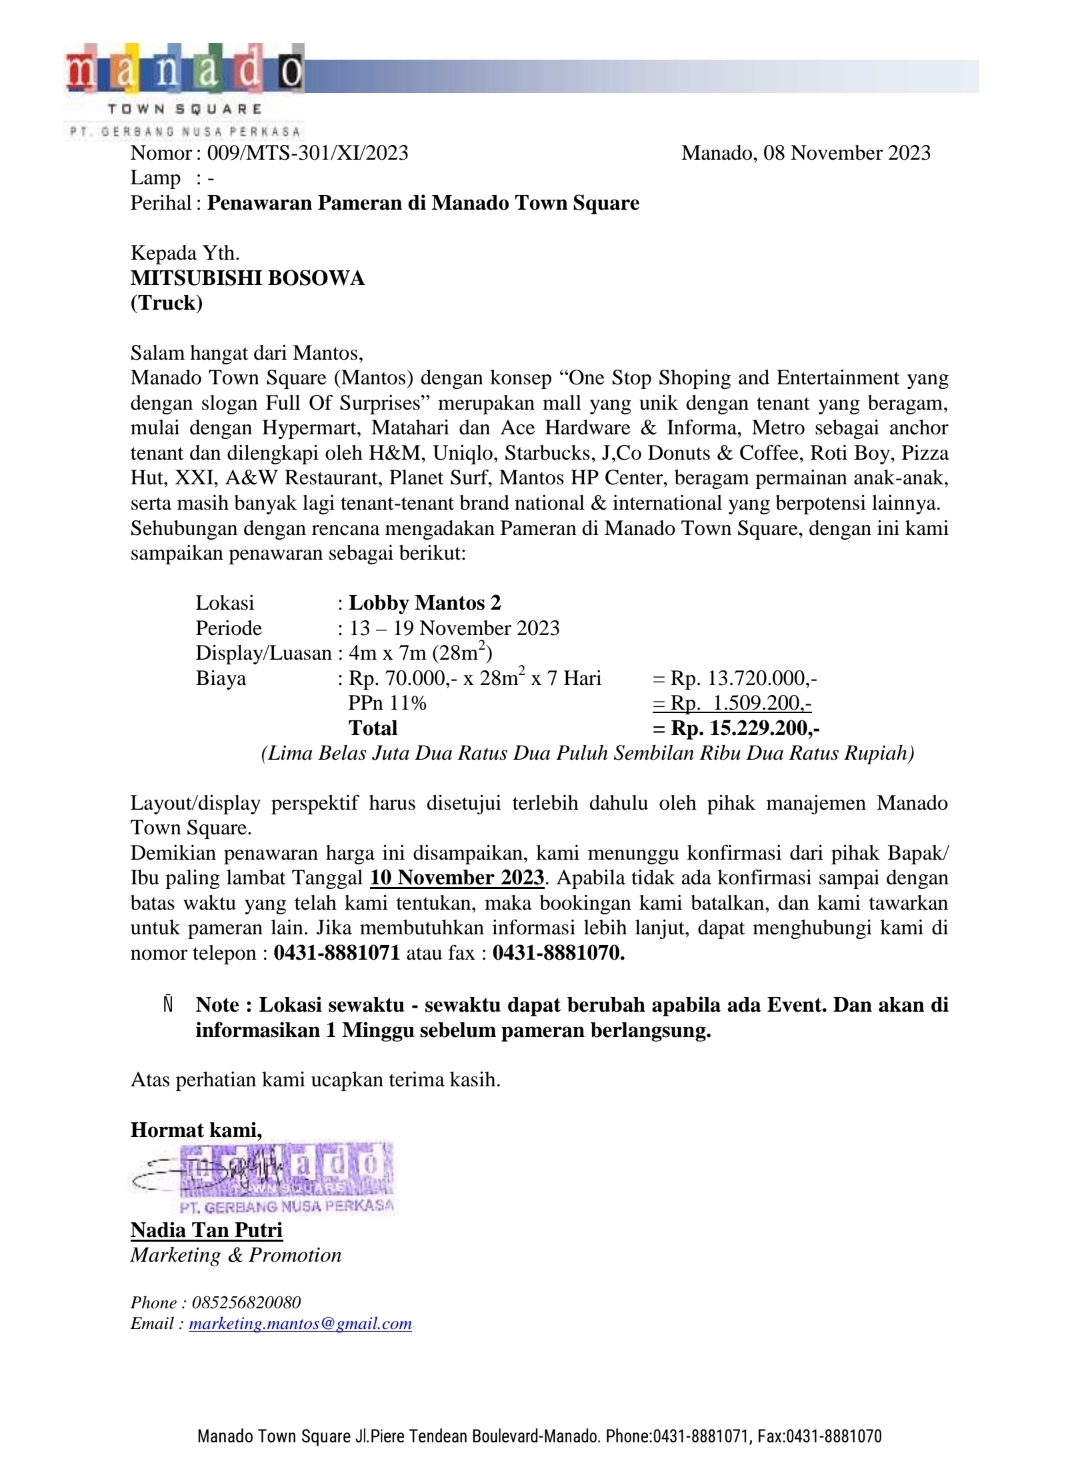 manado
TOWN SQUARE
PT. GERBANG NUSA PERKASA
Nomor : 009/MTS-301/XI/2023 Manado, 08 November 2023
Lamp : -
Perihal : Penawaran Pameran di Manado Town Square
Kepada Yth.
MITSUBISHI BOSOWA
(Truck)
Salam hangat dari Mantos,
Manado Town Square (Mantos) dengan konsep “One Stop Shoping and Entertainment yang
dengan slogan Full Of Surprises” merupakan mall yang unik dengan tenant yang beragam,
mulai dengan Hypermart, Matahari dan Ace Hardware & Informa, Metro sebagai anchor
tenant dan dilengkapi oleh H&M, Uniqlo, Starbucks, J,Co Donuts & Coffee, Roti Boy, Pizza
Hut, XXI, A&W Restaurant, Planet Surf, Mantos HP Center, beragam permainan anak-anak,
serta masih banyak lagi tenant-tenant brand national & international yang berpotensi lainnya.
Sehubungan dengan rencana mengadakan Pameran di Manado Town Square, dengan ini kami
sampaikan penawaran sebagai berikut:
Lokasi : Lobby Mantos 2
Periode : 13 – 19 November 2023
Display/Luasan : 4m x 7m (28m²)
Biaya : Rp. 70.000,- x 28m² x 7 Hari = Rp. 13.720.000,-
PPn 11% = Rp. 1.509.200,-
Total = Rp. 15.229.200,-
(Lima Belas Juta Dua Ratus Dua Puluh Sembilan Ribu Dua Ratus Rupiah)
Layout/display perspektif harus disetujui terlebih dahulu oleh pihak manajemen Manado
Town Square.
Demikian penawaran harga ini disampaikan, kami menunggu konfirmasi dari pihak Bapak/
Ibu paling lambat Tanggal 10 November 2023. Apabila tidak ada konfirmasi sampai dengan
batas waktu yang telah kami tentukan, maka bookingan kami batalkan, dan kami tawarkan
untuk pameran lain. Jika membutuhkan informasi lebih lanjut, dapat menghubungi kami di
nomor telepon : 0431-8881071 atau fax : 0431-8881070.
Ñ Note : Lokasi sewaktu - sewaktu dapat berubah apabila ada Event. Dan akan di
informasikan 1 Minggu sebelum pameran berlangsung.
Atas perhatian kami ucapkan terima kasih.
Hormat kami,
manado
TOWN SQUARE
PT. GERBANG NUSA PERKASA
Nadia Tan Putri
Marketing & Promotion
Phone : 085256820080
Email : marketing.mantos@gmail.com
Manado Town Square Jl.Piere Tendean Boulevard-Manado. Phone:0431-8881071, Fax:0431-8881070